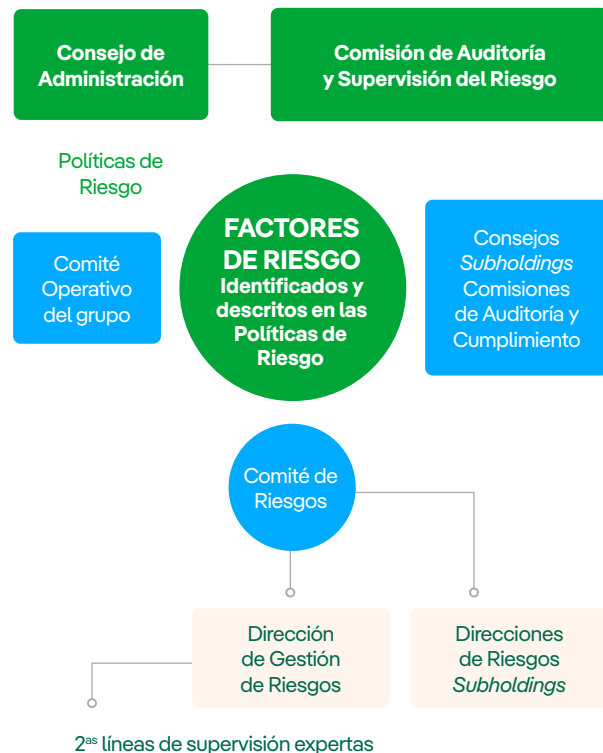 Consejo de
Administración
Comisión de Auditoría
y Supervisión del Riesgo
Políticas de
Riesgo
Comité
Operativo
del grupo
FACTORES
DE RIESGO
Identificados y
descritos en las
Políticas de
Riesgo
Consejos
Subholdings
Comisiones
de Auditoría y
Cumplimiento
Comité de
Riesgos
Dirección
de Gestión
de Riesgos
Direcciones
de Riesgos
Subholdings
2ªˢ líneas de supervisión expertas